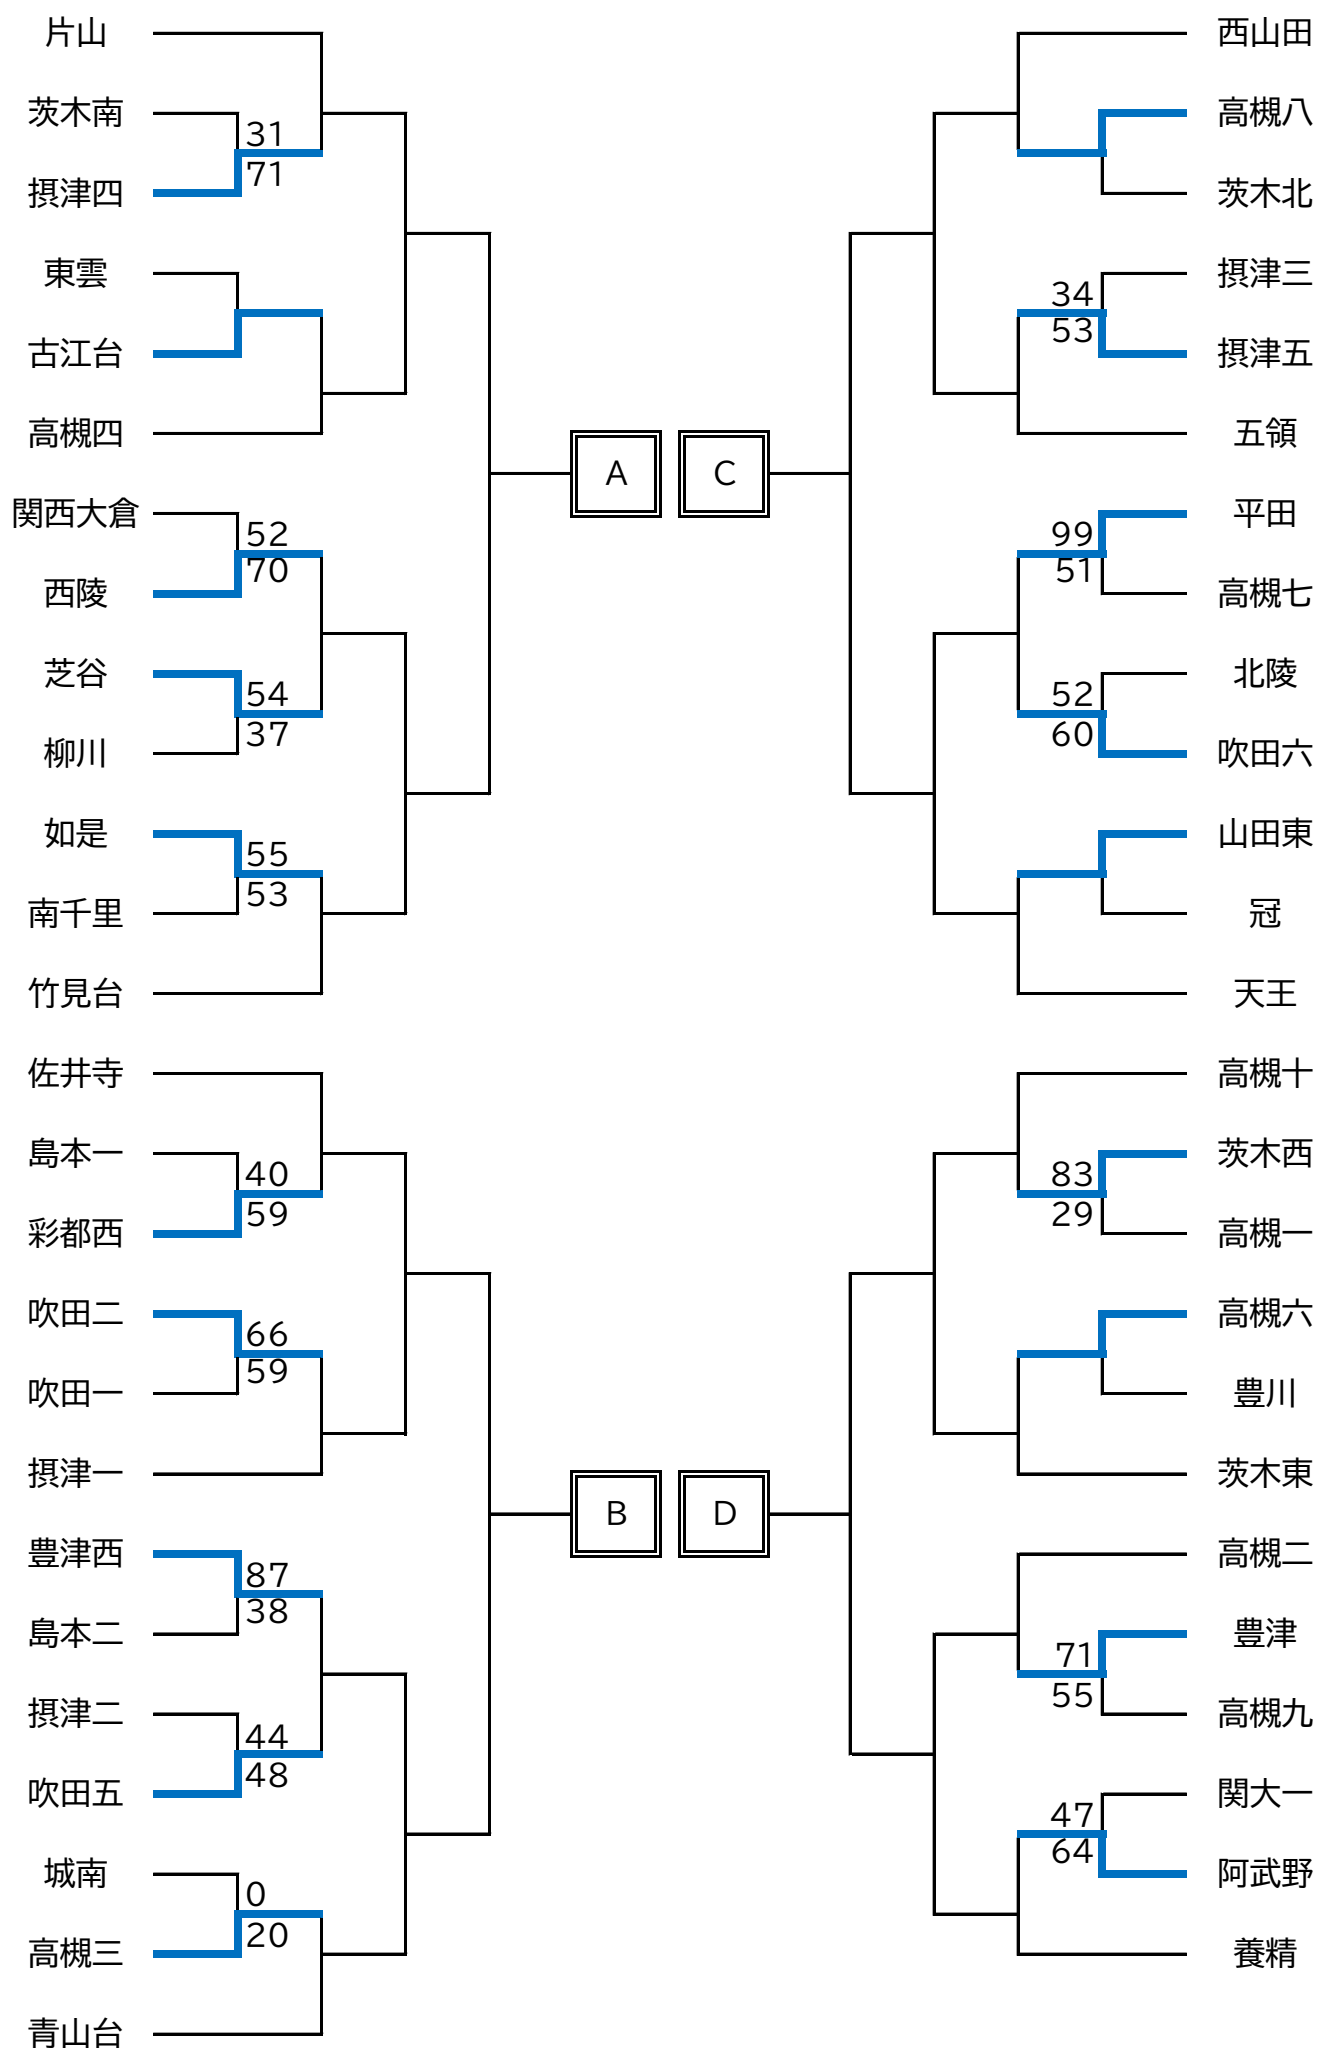 片山
茨木南
31
71
摂津四
東雲
古江台
高槻四
関西大倉
52
70
西陵
芝谷
54
37
柳川
如是
55
53
南千里
竹見台
A
佐井寺
島本一
40
59
彩都西
吹田二
66
59
吹田一
摂津一
豊津西
87
38
島本二
摂津二
44
48
吹田五
城南
0
20
高槻三
青山台
B
西山田
高槻八
茨木北
摂津三
34
53
摂津五
五領
平田
99
51
高槻七
北陵
52
60
吹田六
山田東
冠
天王
C
高槻十
茨木西
83
29
高槻一
高槻六
豊川
茨木東
高槻二
豊津
71
55
高槻九
関大一
47
64
阿武野
養精
D